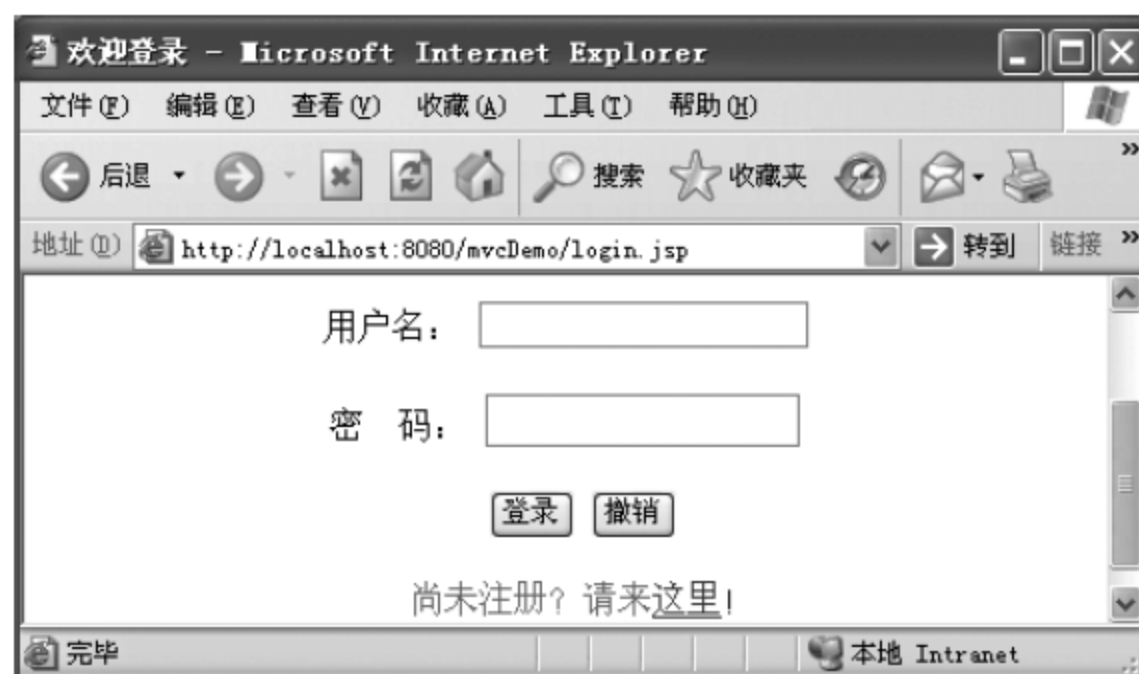 欢迎登录 - Microsoft Internet Explorer
文件(F) 编辑(E) 查看(V) 收藏(A) 工具(T) 帮助(H)
后退 搜索 收藏夹 »
地址(D) http://localhost:8080/mvcDemo/login.jsp 转到 链接 »
用户名：
密 码：
登录 撤销
尚未注册？请来这里！
完毕 本地 Intranet